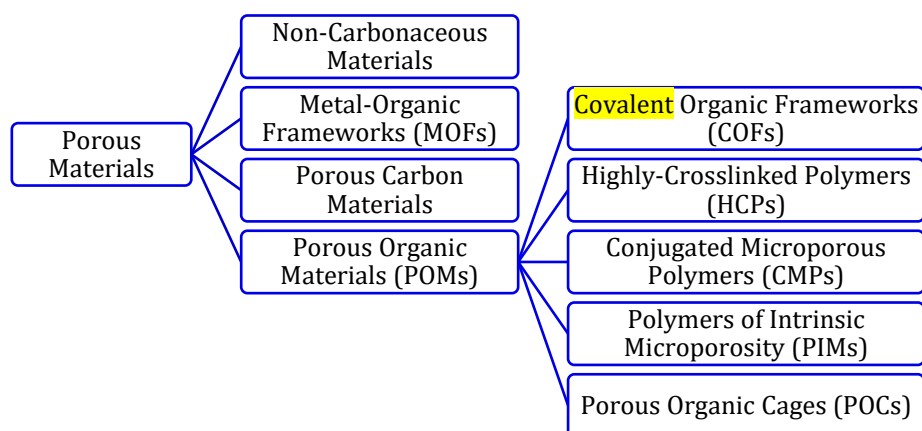 Porous
Materials
Non-Carbonaceous
Materials
Metal-Organic
Frameworks (MOFs)
Porous Carbon
Materials
Porous Organic
Materials (POMs)
Covalent Organic Frameworks
(COFs)
Highly-Crosslinked Polymers
(HCPs)
Conjugated Microporous
Polymers (CMPs)
Polymers of Intrinsic
Microporosity (PIMs)
Porous Organic Cages (POCs)